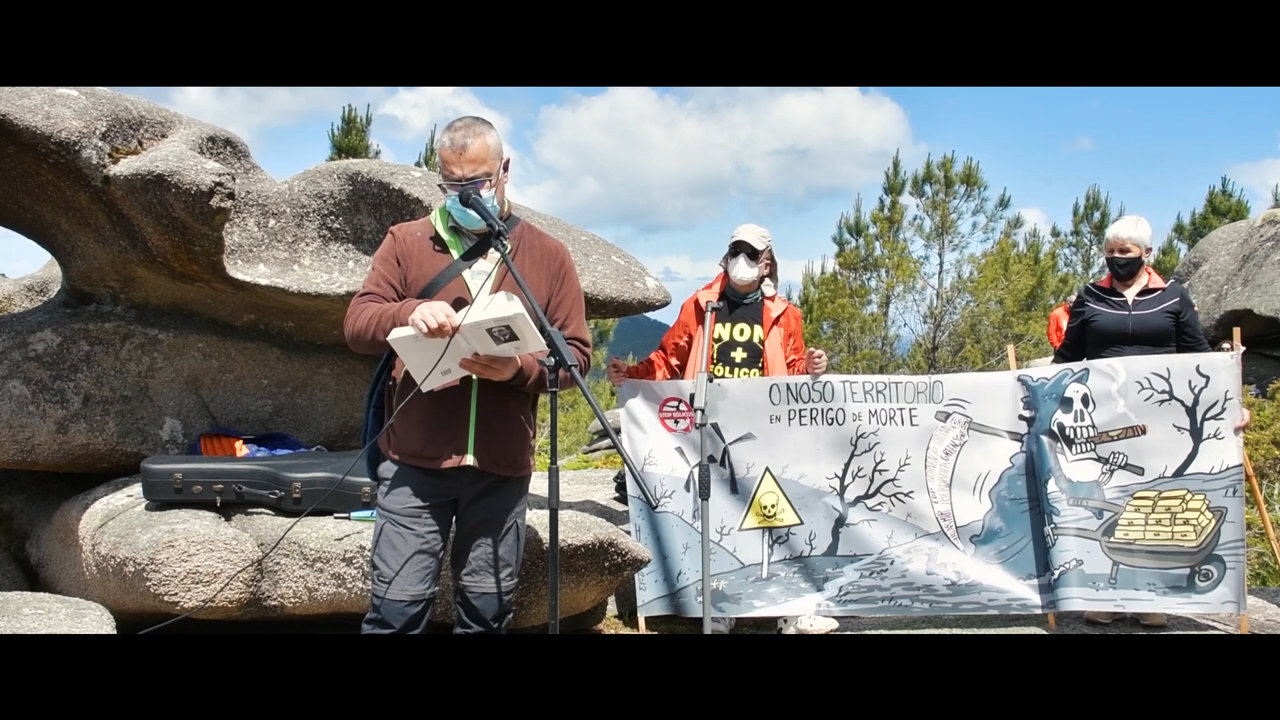 NON
+
EÓLICOS
STOP EÓLICOS
O NOSO TERRITORIO
EN PERIGO DE MORTE